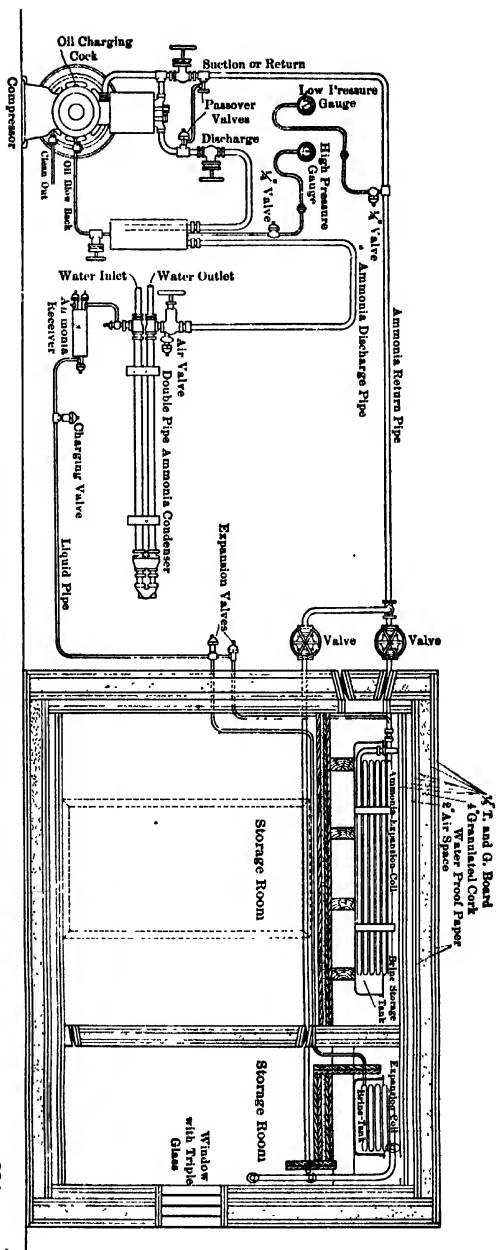 Oil Charging
Cock
Suction or Return
Passover
Valves
Discharge
Low Pressure
Gauge
High Pressure
Gauge
¼" Valve
¼" Valve
Compressor
Clean Out
Oil Blow Back
Ammonia Discharge Pipe
Ammonia Return Pipe
Water Inlet
Water Outlet
Air Valve
Double Pipe Ammonia Condenser
Ammonia
Receiver
Charging Valve
Liquid Pipe
Expansion Valves
Valve
Valve
T. and G. Board
4" Granulated Cork
Water Proof Paper
2" Air Space
Ammonia-Expansion-Coil
Brine Storage
Tank
Storage Room
Expansion Coil
Brine-Tank
Storage Room
Window
with Triple
Glass